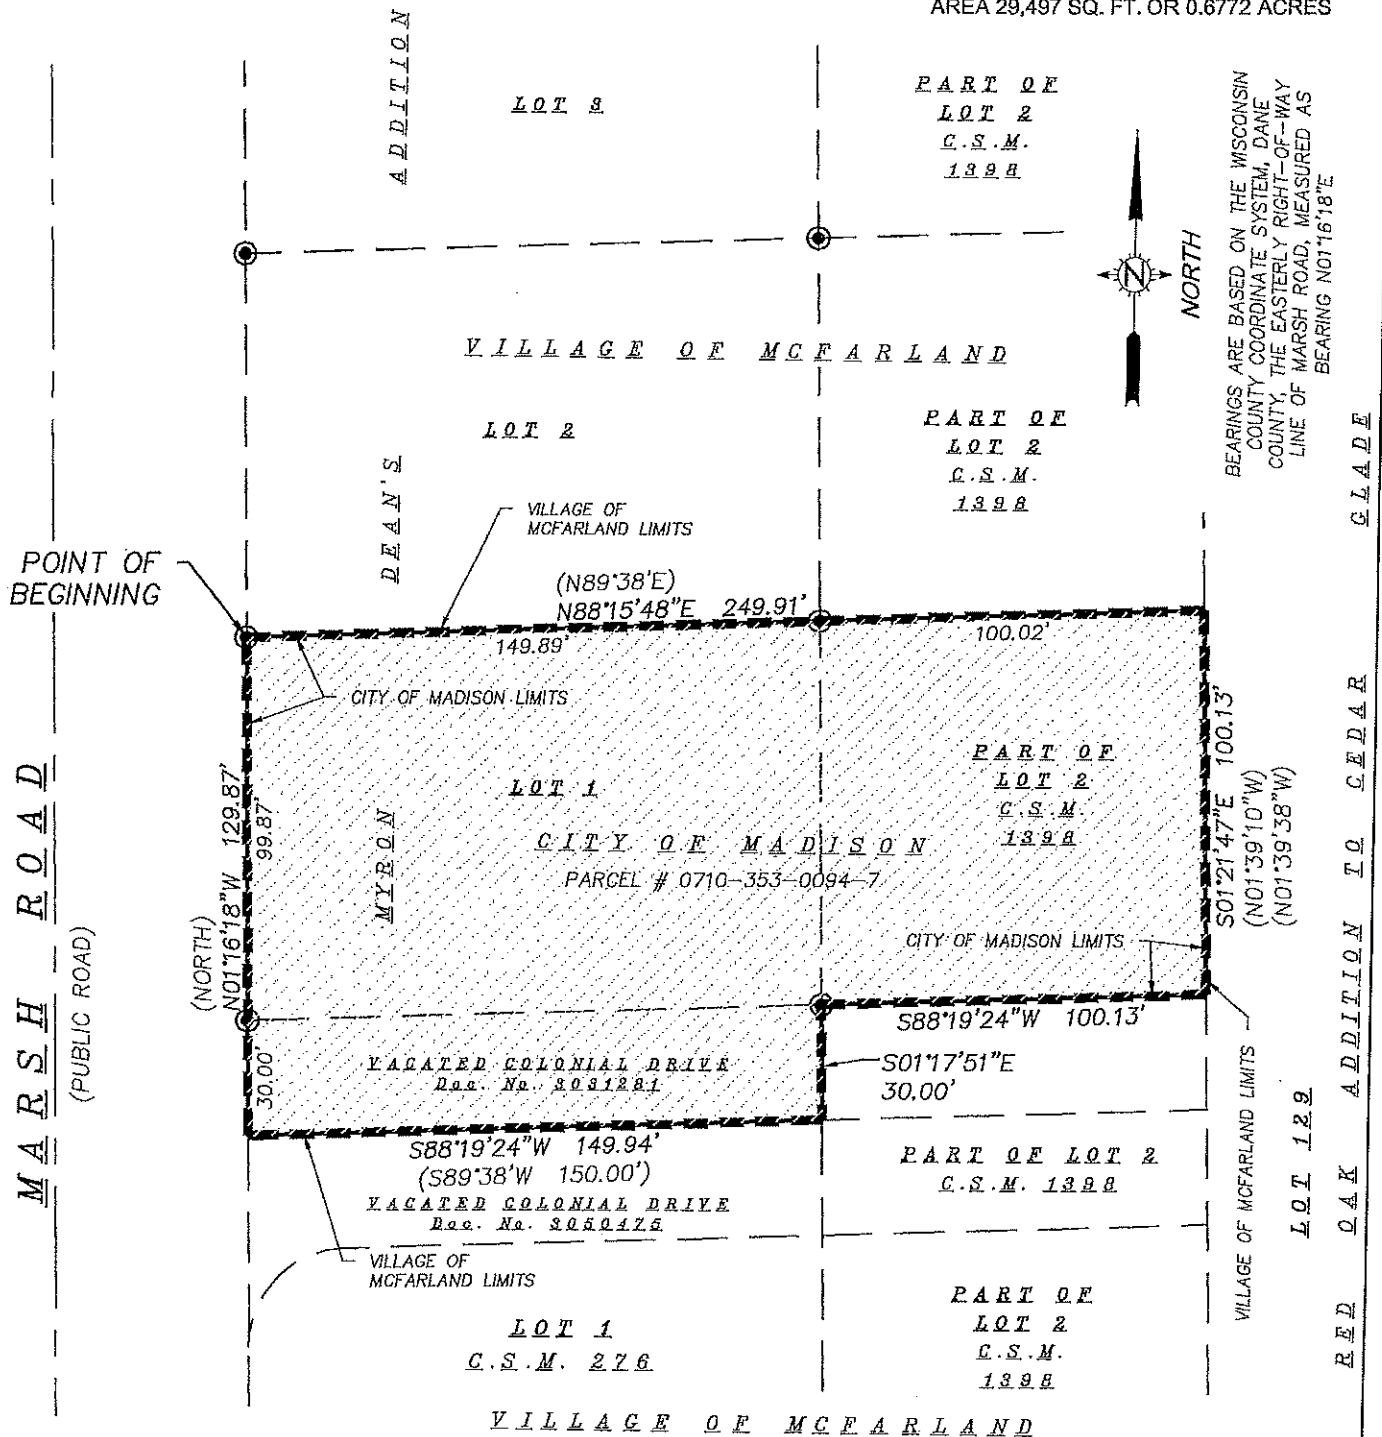 AREA 29,497 SQ. FT. OR 0.6772 ACRES
ADDITION
LOT 3
PART OF
LOT 2
C.S.M.
1398
N
NORTH
BEARINGS ARE BASED ON THE WISCONSIN
COUNTY COORDINATE SYSTEM, DANE
COUNTY, THE EASTERLY RIGHT-OF-WAY
LINE OF MARSH ROAD, MEASURED AS
BEARING N01°16'18"E
VILLAGE OF MCFARLAND
LOT 2
PART OF
LOT 2
C.S.M.
1398
DEAN'S
VILLAGE OF
MCFARLAND LIMITS
GLADE
POINT OF
BEGINNING
(N89°38'E)
N88°15'48"E 249.91'
149.89'
100.02'
CITY OF MADISON LIMITS
MARSH ROAD
(PUBLIC ROAD)
(NORTH)
N01°16'18"W 129.87'
99.87'
LOT 1
MYRON
PART OF
LOT 2
C.S.M.
1398
CITY OF MADISON
PARCEL # 0710-353-0094-7
S01°21'47"E 100.13'
(N01°39'10"W)
(N01°39'38"W)
CITY OF MADISON LIMITS
S88°19'24"W 100.13'
VACATED COLONIAL DRIVE
Doc. No. 3031281
30.00'
S01°17'51"E
30.00'
S88°19'24"W 149.94'
(S89°38'W 150.00')
VACATED COLONIAL DRIVE
Doc. No. 3050475
PART OF LOT 2
C.S.M. 1398
VILLAGE OF MCFARLAND LIMITS
LOT 129
RED OAK ADDITION TO CEDAR
VILLAGE OF
MCFARLAND LIMITS
LOT 1
C.S.M. 276
PART OF
LOT 2
C.S.M.
1398
VILLAGE OF MCFARLAND